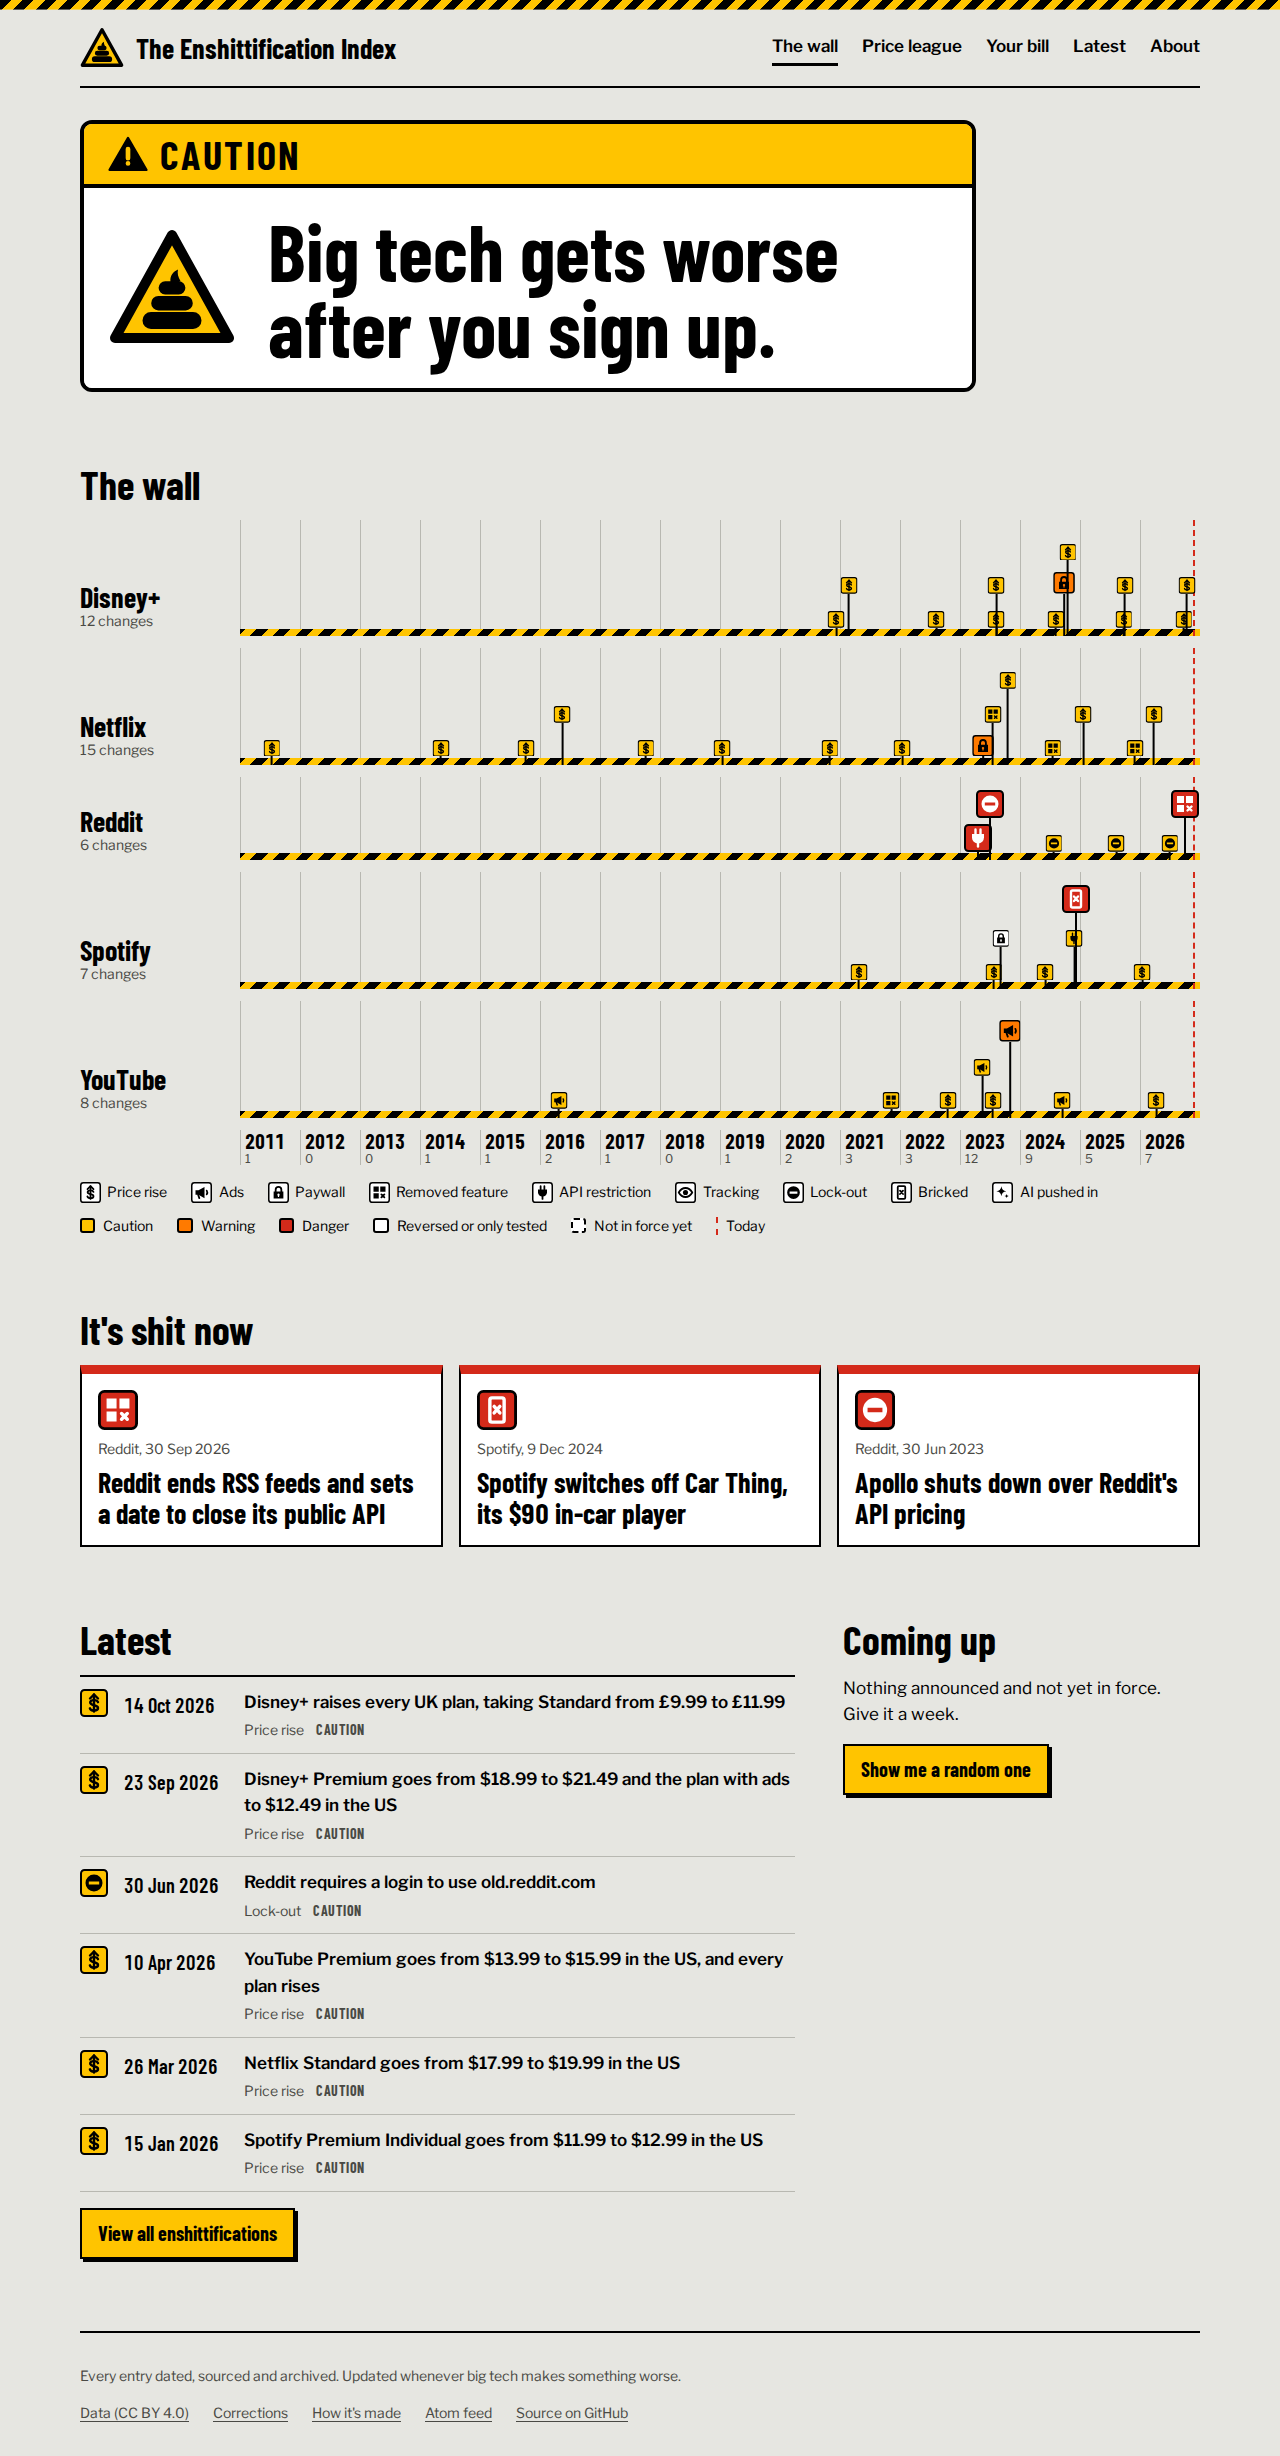 The Enshittification Index
The wall Price league Your bill Latest About
CAUTION
Big tech gets worse
after you sign up.
The wall
Disney+
12 changes
Netflix
15 changes
Reddit
6 changes
Spotify
7 changes
YouTube
8 changes
2011 2012 2013 2014 2015 2016 2017 2018 2019 2020 2021 2022 2023 2024 2025 2026
1 0 0 1 1 2 1 0 1 2 3 3 12 9 5 7
Price rise Ads Paywall Removed feature API restriction Tracking Lock-out Bricked AI pushed in
Caution Warning Danger Reversed or only tested Not in force yet Today
It's shit now
Reddit, 30 Sep 2026
Reddit ends RSS feeds and sets
a date to close its public API
Spotify, 9 Dec 2024
Spotify switches off Car Thing,
its $90 in-car player
Reddit, 30 Jun 2023
Apollo shuts down over Reddit's
API pricing
Latest
14 Oct 2026 Disney+ raises every UK plan, taking Standard from £9.99 to £11.99
Price rise CAUTION
23 Sep 2026 Disney+ Premium goes from $18.99 to $21.49 and the plan with ads
to $12.49 in the US
Price rise CAUTION
30 Jun 2026 Reddit requires a login to use old.reddit.com
Lock-out CAUTION
10 Apr 2026 YouTube Premium goes from $13.99 to $15.99 in the US, and every
plan rises
Price rise CAUTION
26 Mar 2026 Netflix Standard goes from $17.99 to $19.99 in the US
Price rise CAUTION
15 Jan 2026 Spotify Premium Individual goes from $11.99 to $12.99 in the US
Price rise CAUTION
View all enshittifications
Coming up
Nothing announced and not yet in force.
Give it a week.
Show me a random one
Every entry dated, sourced and archived. Updated whenever big tech makes something worse.
Data (CC BY 4.0) Corrections How it's made Atom feed Source on GitHub